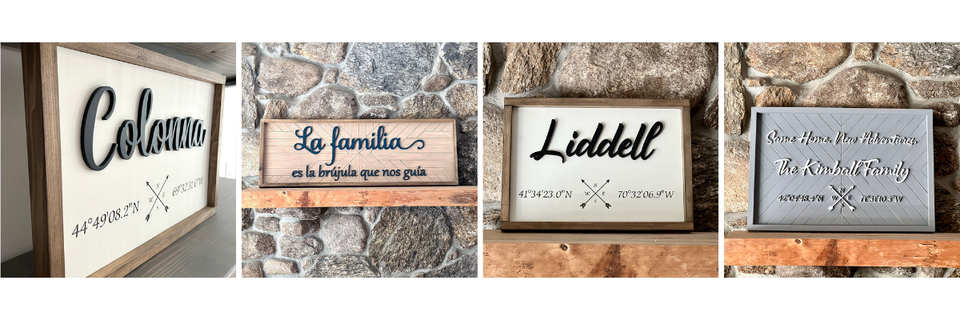 Colonna
N
W E
S
44°49'08.2"N
La familia
es la brújula que nos guía
Liddell
N
W E
S
41°34'23.0"N 70°32'06.9"W
Same Home, New Adventures,
The Kimball Family